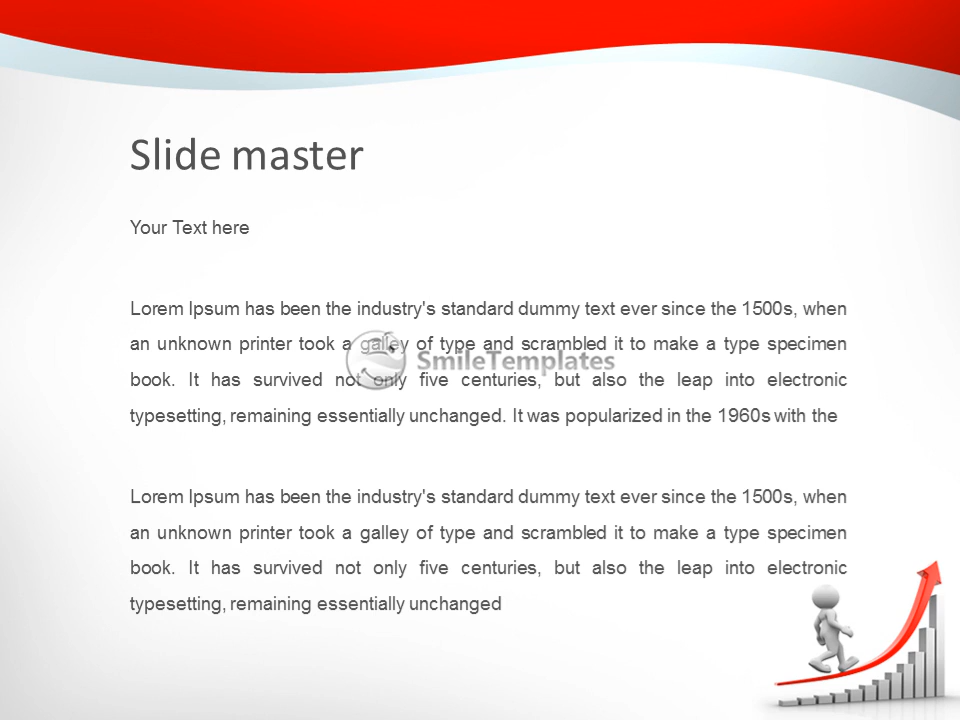 Slide master
Your Text here
Lorem Ipsum has been the industry's standard dummy text ever since the 1500s, when
an unknown printer took a galley of type and scrambled it to make a type specimen
SmileTemplates
book. It has survived not only five centuries, but also the leap into electronic
typesetting, remaining essentially unchanged. It was popularized in the 1960s with the
Lorem Ipsum has been the industry's standard dummy text ever since the 1500s, when
an unknown printer took a galley of type and scrambled it to make a type specimen
book. It has survived not only five centuries, but also the leap into electronic
typesetting, remaining essentially unchanged